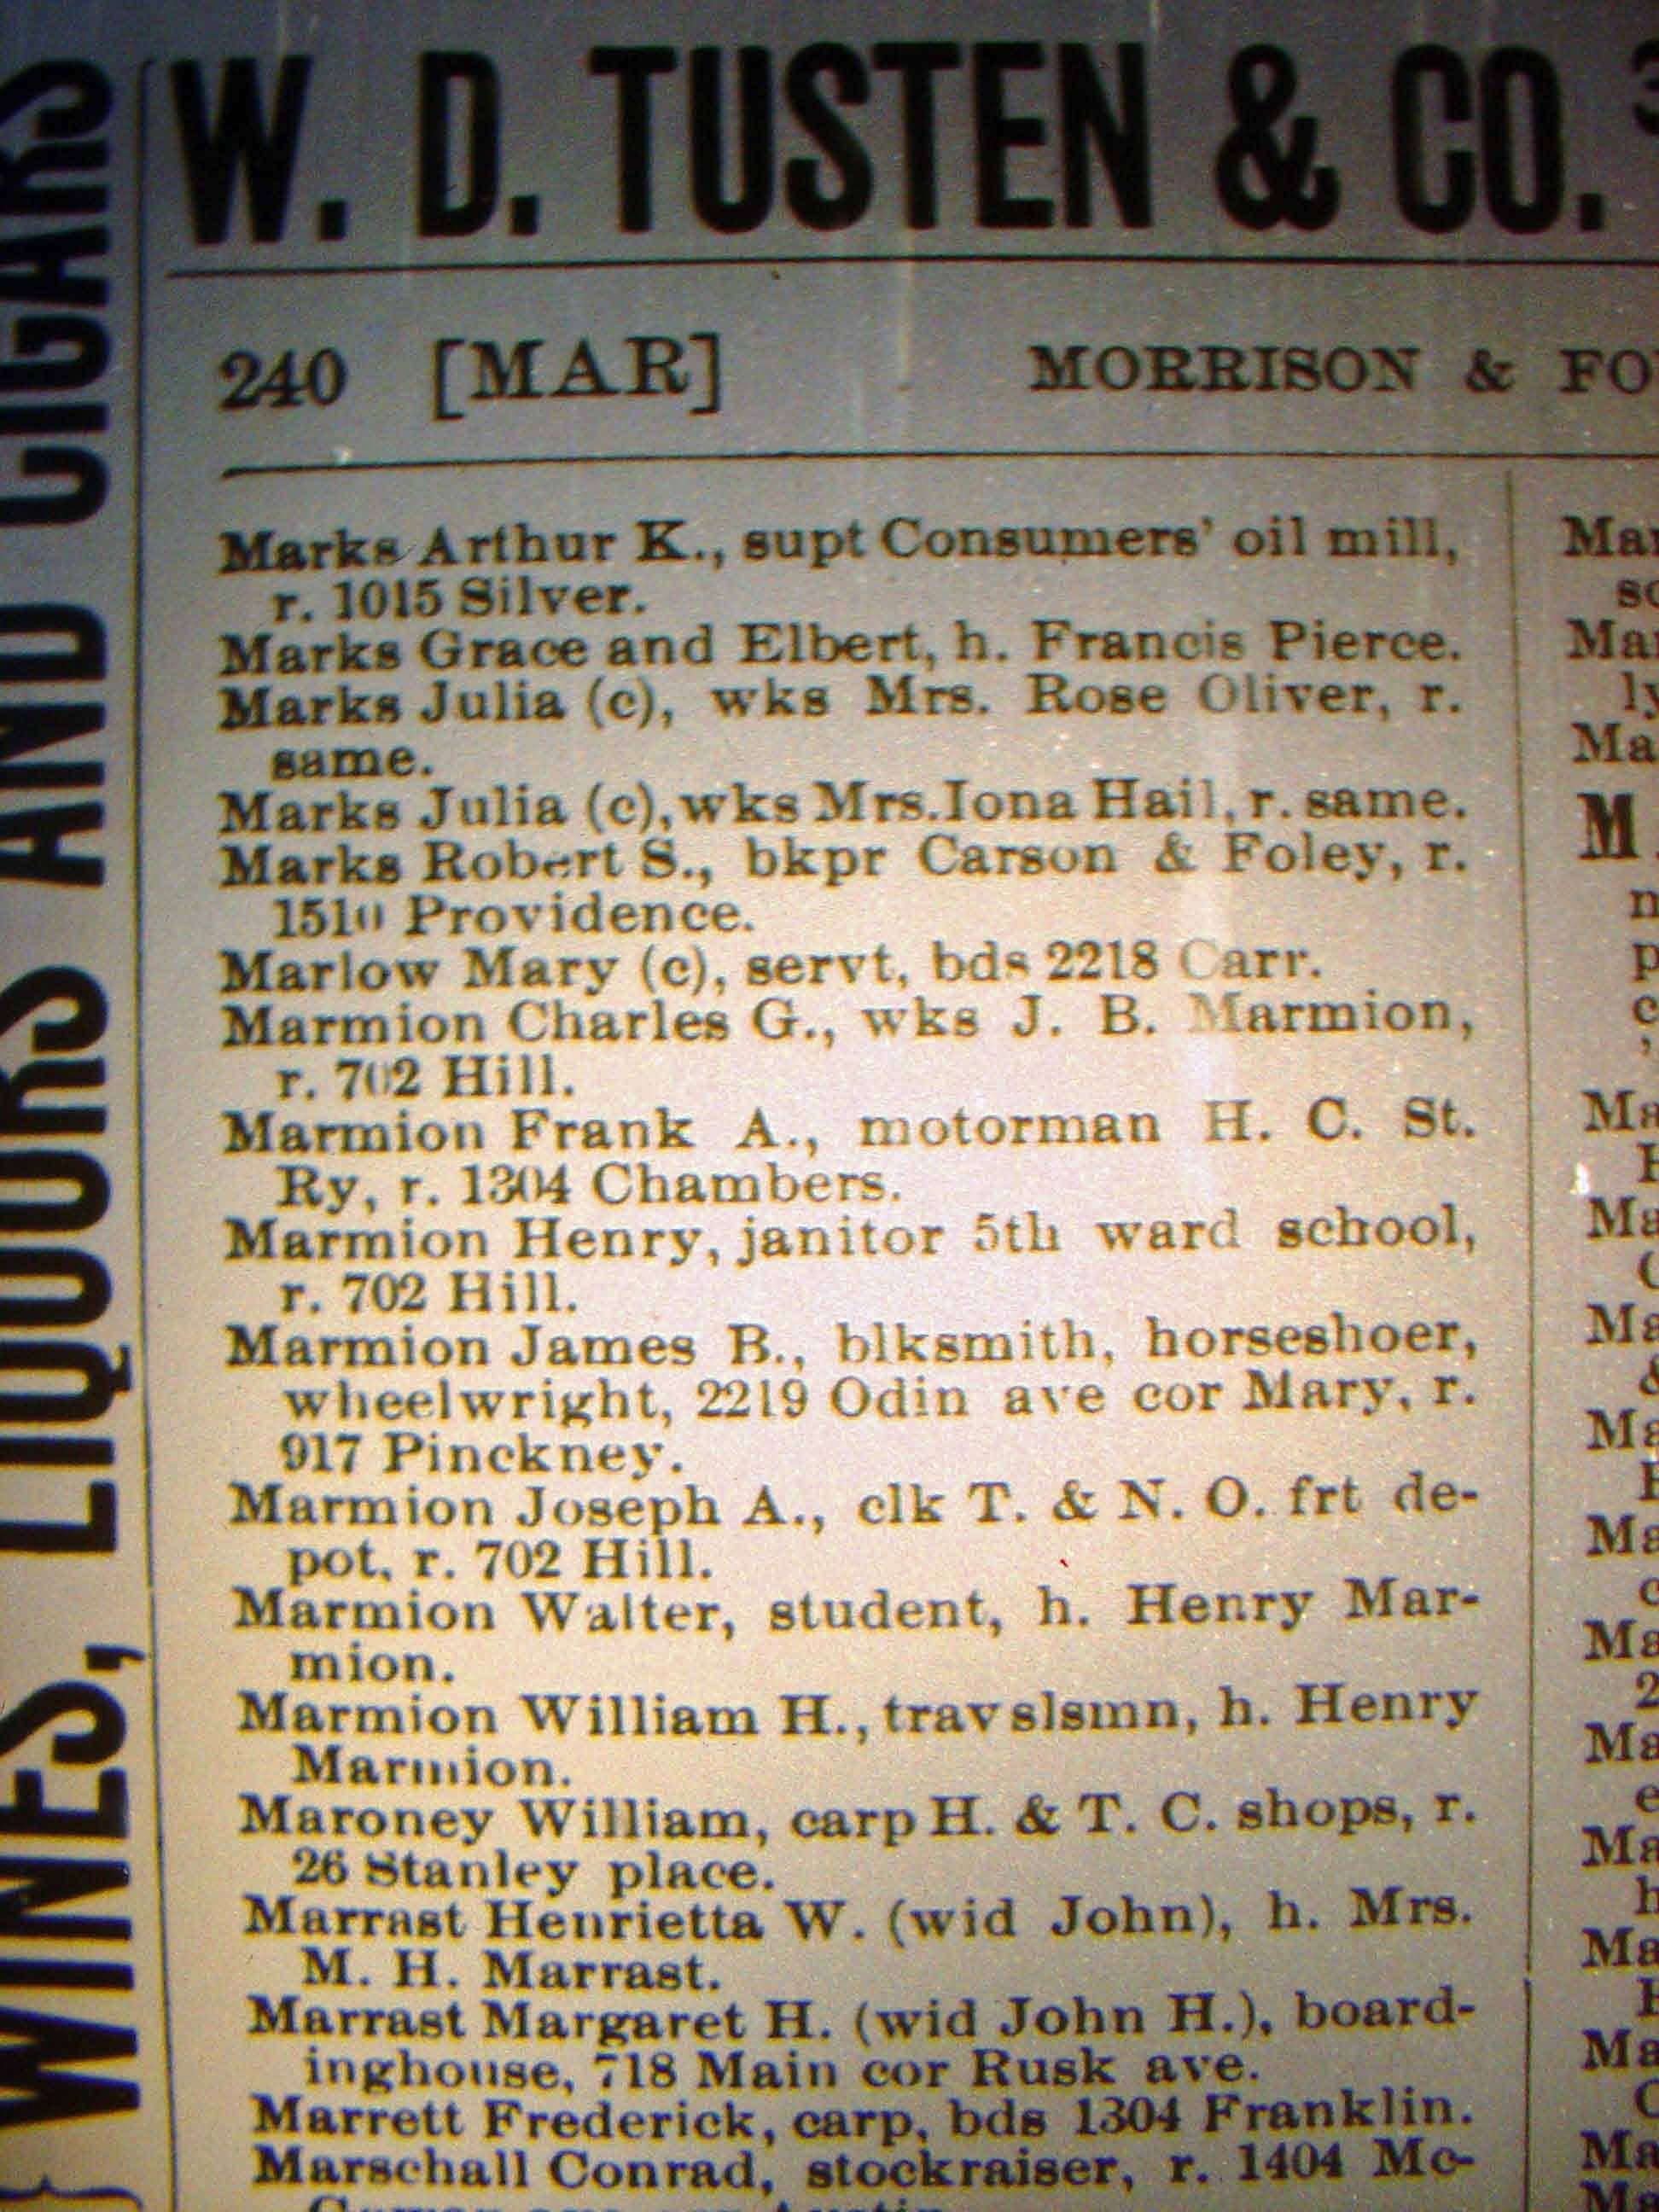 W. D. TUSTEN & CO.
WINES, LIQUORS AND CIGARS
240 [MAR] MORRISON &
Marks Arthur K., supt Consumers' oil mill,
r. 1015 Silver.
Marks Grace and Elbert, h. Francis Pierce.
Marks Julia (c), wks Mrs. Rose Oliver, r.
same.
Marks Julia (c), wks Mrs. Iona Hail, r. same.
Marks Robert S., bkpr Carson & Foley, r.
1510 Providence.
Marlow Mary (c), servt, bds 2218 Carr.
Marmion Charles G., wks J. B. Marmion,
r. 702 Hill.
Marmion Frank A., motorman H. C. St.
Ry, r. 1304 Chambers.
Marmion Henry, janitor 5th ward school,
r. 702 Hill.
Marmion James B., blksmith, horseshoer,
wheelwright, 2219 Odin ave cor Mary, r.
917 Pinckney.
Marmion Joseph A., clk T. & N. O. frt de-
pot, r. 702 Hill.
Marmion Walter, student, h. Henry Mar-
mion.
Marmion William H., trav slsmn, h. Henry
Marmion.
Maroney William, carp H. & T. C. shops, r.
26 Stanley place.
Marrast Henrietta W. (wid John), h. Mrs.
M. H. Marrast.
Marrast Margaret H. (wid John H.), board-
inghouse, 718 Main cor Rusk ave.
Marrett Frederick, carp, bds 1304 Franklin.
Marschall Conrad, stockraiser, r. 1404 Mc-